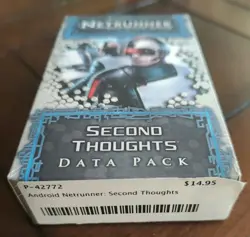 NETRUNNER
SECOND
THOUGHTS
DATA PACK
P-42772
$14.95
Android Netrunner: Second Thoughts